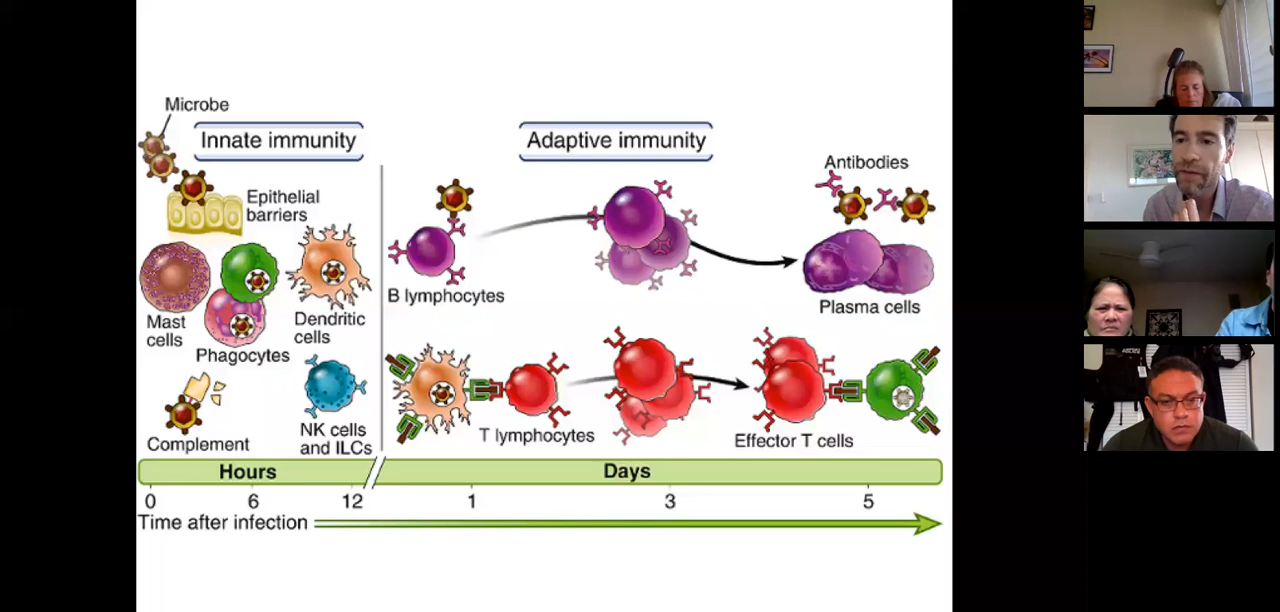 Microbe
Innate immunity
Adaptive immunity
Epithelial
barriers
Antibodies
Mast
cells
Phagocytes
Dendritic
cells
B lymphocytes
Plasma cells
Complement
NK cells
and ILCs
T lymphocytes
Effector T cells
Hours
Days
0 6 12 1 3 5
Time after infection